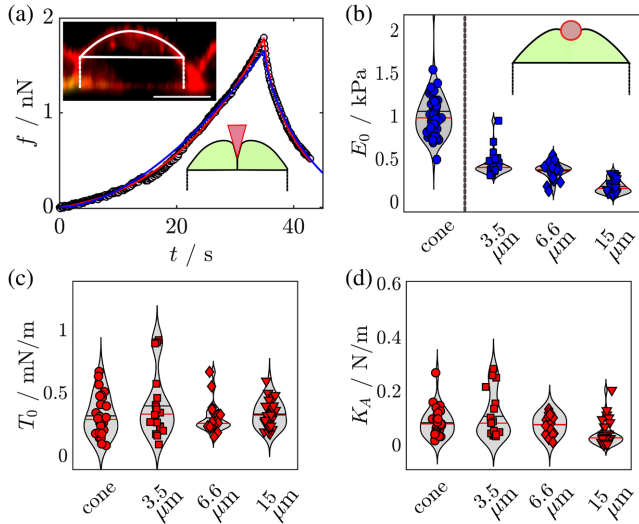 (a)
f / nN
2
1
0
0
20
40
t / s
(b)
E₀ / kPa
2
1.5
1
0.5
0
cone
3.5 μm
6.6 μm
15 μm
(c)
T₀ / mN/m
1
0.5
0
cone
3.5 μm
6.6 μm
15 μm
(d)
K_A / N/m
0.6
0.4
0.2
0
cone
3.5 μm
6.6 μm
15 μm